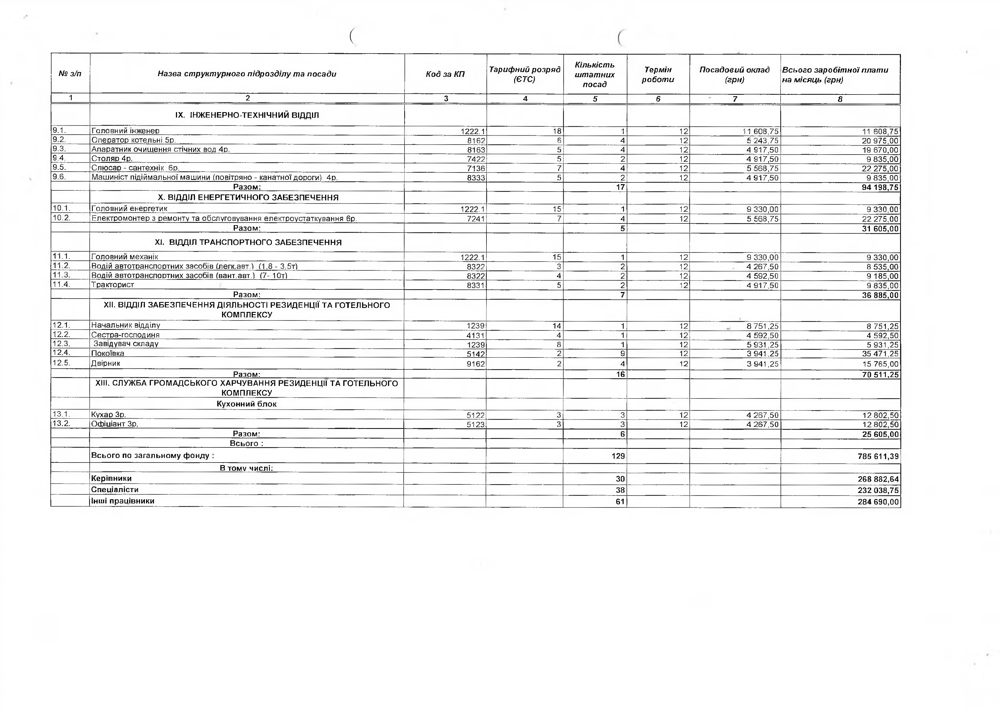 № з/п Назва структурного підрозділу та посади Код за КП Тарифний розряд (ЄТС) Кількість штатних посад Термін роботи Посадовий оклад (грн) Всього заробітної плати на місяць (грн)
1 2 3 4 5 6 7 8
IX. ІНЖЕНЕРНО-ТЕХНІЧНИЙ ВІДДІЛ
9.1. Головний інженер 1222.1 18 1 12 11 608,75 11 608,75
9.2. Оператор котельні 5р. 8162 6 4 12 5 243,75 20 975,00
9.3. Апаратник очищення стічних вод 4р. 8163 5 4 12 4 917,50 19 670,00
9.4. Столяр 4р. 7422 5 2 12 4 917,50 9 835,00
9.5. Слюсар - сантехнік 6р. 7136 7 4 12 5 568,75 22 275,00
9.6. Машиніст підіймальної машини (повітряно - канатної дороги) 4р. 8333 5 2 12 4 917,50 9 835,00
Разом: 17 94 198,75
X. ВІДДІЛ ЕНЕРГЕТИЧНОГО ЗАБЕЗПЕЧЕННЯ
10.1. Головний енергетик 1222.1 15 1 12 9 330,00 9 330,00
10.2. Електромонтер з ремонту та обслуговування електроустаткування 6р. 7241 7 4 12 5 568,75 22 275,00
Разом: 5 31 605,00
XI. ВІДДІЛ ТРАНСПОРТНОГО ЗАБЕЗПЕЧЕННЯ
11.1. Головний механік 1222.1 15 1 12 9 330,00 9 330,00
11.2. Водій автотранспортних засобів (легк.авт.) (1.8 - 3.5т) 8322 3 2 12 4 267,50 8 535,00
11.3. Водій автотранспортних засобів (вант.авт.) (7- 10т) 8322 4 2 12 4 592,50 9 185,00
11.4. Тракторист 8331 5 2 12 4 917,50 9 835,00
Разом: 7 36 885,00
XII. ВІДДІЛ ЗАБЕЗПЕЧЕННЯ ДІЯЛЬНОСТІ РЕЗИДЕНЦІЇ ТА ГОТЕЛЬНОГО
КОМПЛЕКСУ
12.1. Начальник відділу 1239 14 1 12 8 751,25 8 751,25
12.2. Сестра-господиня 4131 4 1 12 4 592,50 4 592,50
12.3. Завідувач складу 1239 8 1 12 5 931,25 5 931,25
12.4. Покоївка 5142 2 9 12 3 941,25 35 471,25
12.5. Двірник 9162 2 4 12 3 941,25 15 765,00
Разом: 16 70 511,25
XIII. СЛУЖБА ГРОМАДСЬКОГО ХАРЧУВАННЯ РЕЗИДЕНЦІЇ ТА ГОТЕЛЬНОГО
КОМПЛЕКСУ
Кухонний блок
13.1. Кухар 3р. 5122 3 3 12 4 267,50 12 802,50
13.2. Офіціант 3р. 5123 3 3 12 4 267,50 12 802,50
Разом: 6 25 605,00
Всього :
Всього по загальному фонду : 129 785 611,39
В тому числі:
Керівники 30 268 882,64
Спеціалісти 38 232 038,75
Інші працівники 61 284 690,00